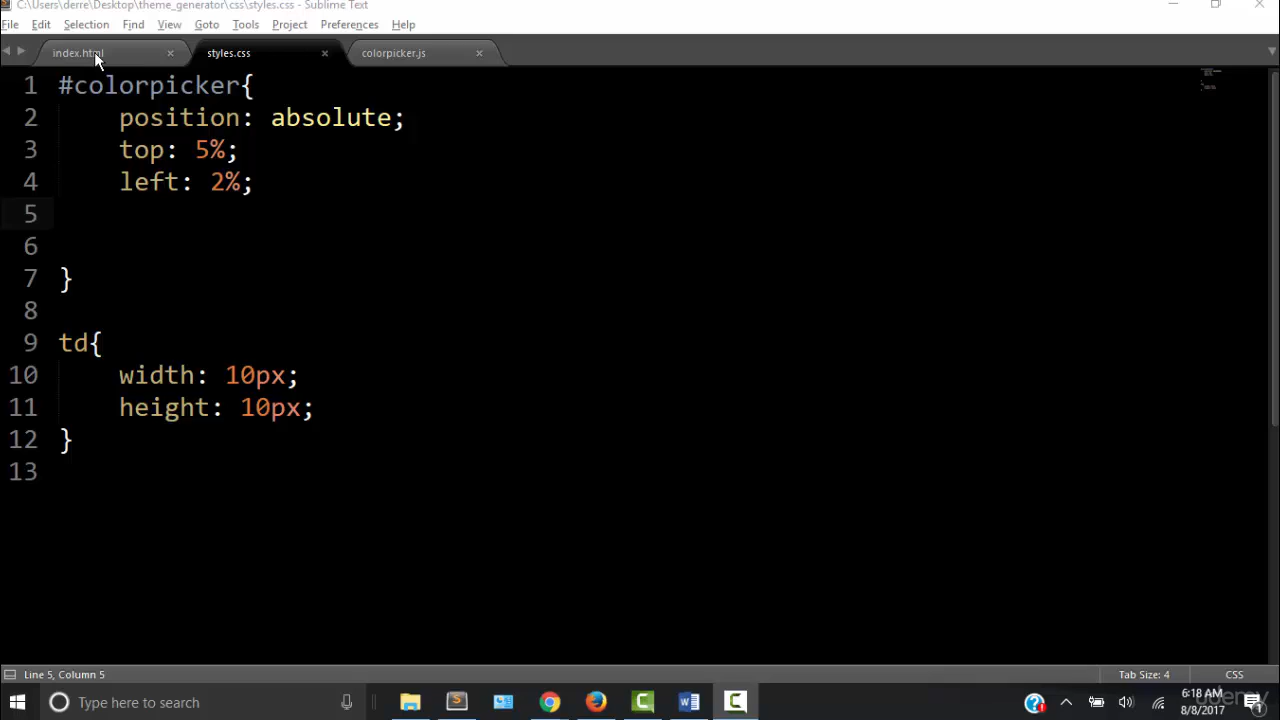 C:\Users\derre\Desktop\theme_generator\css\styles.css - Sublime Text
File Edit Selection Find View Goto Tools Project Preferences Help
index.html styles.css colorpicker.js
1 #colorpicker{
2 position: absolute;
3 top: 5%;
4 left: 2%;
5
6
7 }
8
9 td{
10 width: 10px;
11 height: 10px;
12 }
13
Line 5, Column 5 Tab Size: 4 CSS
Type here to search 6:18 AM
8/8/2017
udemy